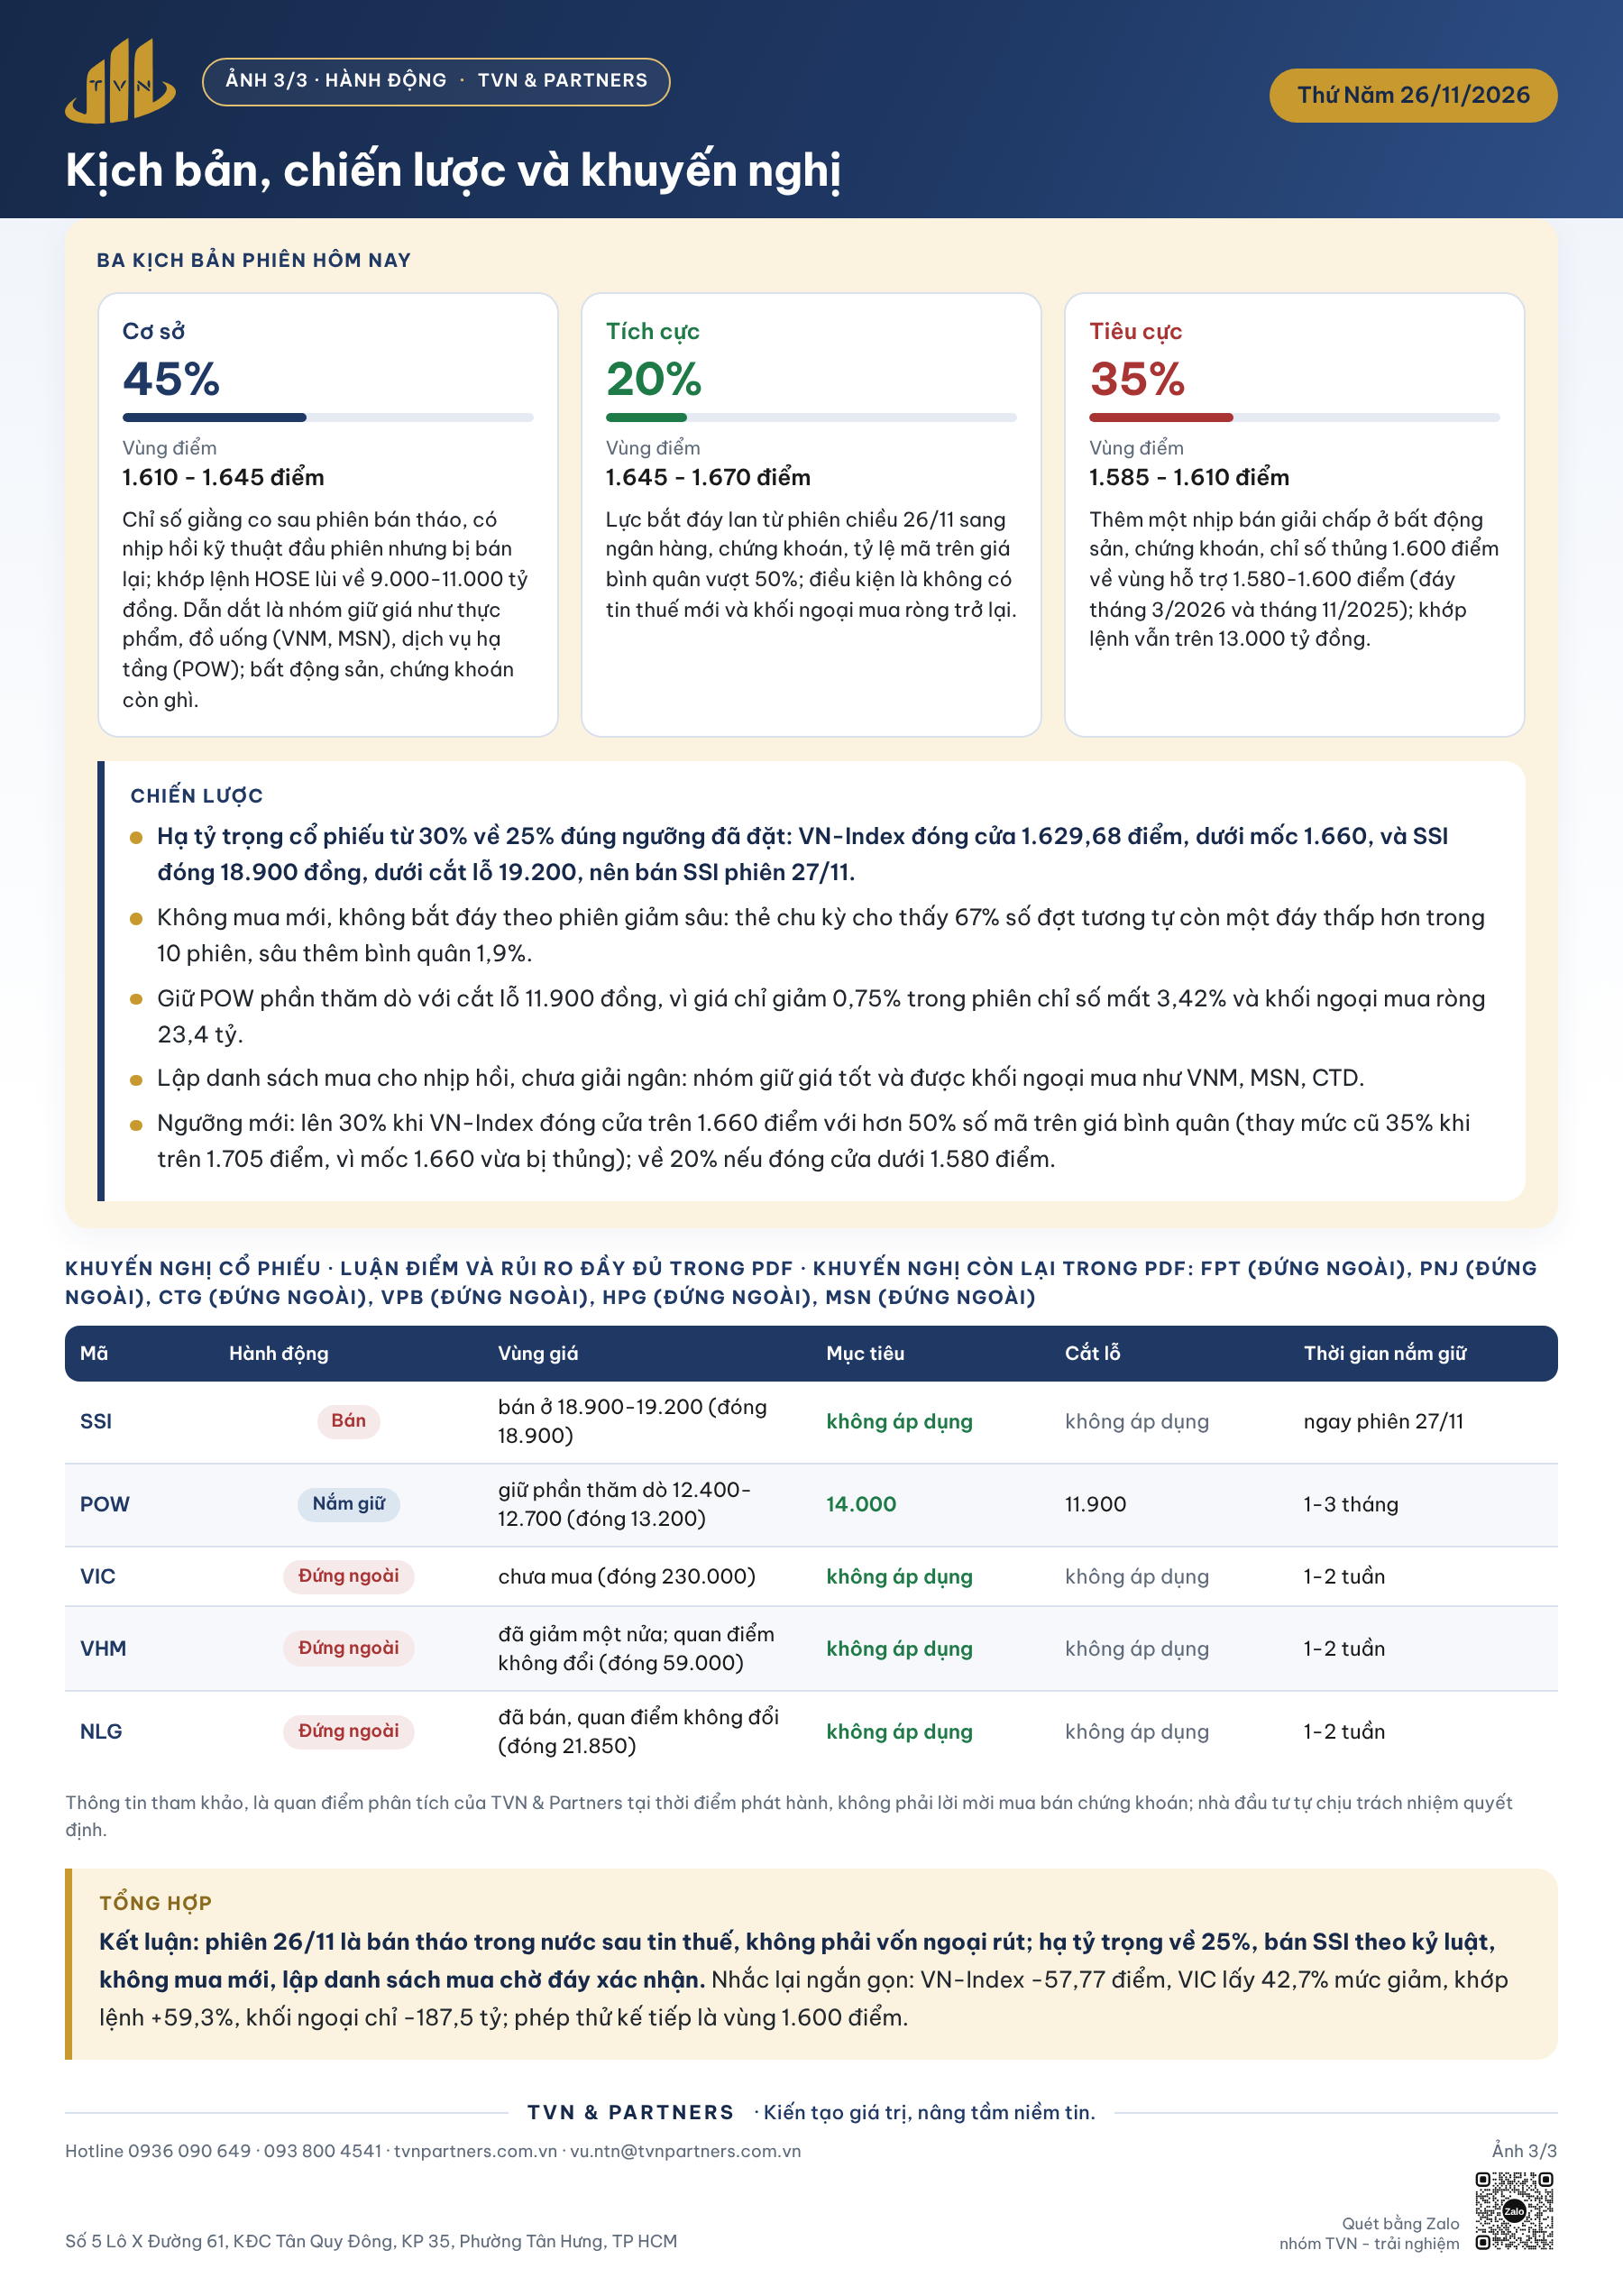 TVN
ẢNH 3/3 · HÀNH ĐỘNG · TVN & PARTNERS
Thứ Năm 26/11/2026
Kịch bản, chiến lược và khuyến nghị
BA KỊCH BẢN PHIÊN HÔM NAY
Cơ sở
45%
Vùng điểm
1.610 - 1.645 điểm
Chỉ số giằng co sau phiên bán tháo, có
nhịp hồi kỹ thuật đầu phiên nhưng bị bán
lại; khớp lệnh HOSE lùi về 9.000-11.000 tỷ
đồng. Dẫn dắt là nhóm giữ giá như thực
phẩm, đồ uống (VNM, MSN), dịch vụ hạ
tầng (POW); bất động sản, chứng khoán
còn ghì.
Tích cực
20%
Vùng điểm
1.645 - 1.670 điểm
Lực bắt đáy lan từ phiên chiều 26/11 sang
ngân hàng, chứng khoán, tỷ lệ mã trên giá
bình quân vượt 50%; điều kiện là không có
tin thuế mới và khối ngoại mua ròng trở lại.
Tiêu cực
35%
Vùng điểm
1.585 - 1.610 điểm
Thêm một nhịp bán giải chấp ở bất động
sản, chứng khoán, chỉ số thủng 1.600 điểm
về vùng hỗ trợ 1.580-1.600 điểm (đáy
tháng 3/2026 và tháng 11/2025); khớp
lệnh vẫn trên 13.000 tỷ đồng.
CHIẾN LƯỢC
Hạ tỷ trọng cổ phiếu từ 30% về 25% đúng ngưỡng đã đặt: VN-Index đóng cửa 1.629,68 điểm, dưới mốc 1.660, và SSI
đóng 18.900 đồng, dưới cắt lỗ 19.200, nên bán SSI phiên 27/11.
Không mua mới, không bắt đáy theo phiên giảm sâu: thẻ chu kỳ cho thấy 67% số đợt tương tự còn một đáy thấp hơn trong
10 phiên, sâu thêm bình quân 1,9%.
Giữ POW phần thăm dò với cắt lỗ 11.900 đồng, vì giá chỉ giảm 0,75% trong phiên chỉ số mất 3,42% và khối ngoại mua ròng
23,4 tỷ.
Lập danh sách mua cho nhịp hồi, chưa giải ngân: nhóm giữ giá tốt và được khối ngoại mua như VNM, MSN, CTD.
Ngưỡng mới: lên 30% khi VN-Index đóng cửa trên 1.660 điểm với hơn 50% số mã trên giá bình quân (thay mức cũ 35% khi
trên 1.705 điểm, vì mốc 1.660 vừa bị thủng); về 20% nếu đóng cửa dưới 1.580 điểm.
KHUYẾN NGHỊ CỔ PHIẾU · LUẬN ĐIỂM VÀ RỦI RO ĐẦY ĐỦ TRONG PDF · KHUYẾN NGHỊ CÒN LẠI TRONG PDF: FPT (ĐỨNG NGOÀI), PNJ (ĐỨNG
NGOÀI), CTG (ĐỨNG NGOÀI), VPB (ĐỨNG NGOÀI), HPG (ĐỨNG NGOÀI), MSN (ĐỨNG NGOÀI)
Mã Hành động Vùng giá Mục tiêu Cắt lỗ Thời gian nắm giữ
SSI Bán bán ở 18.900-19.200 (đóng
18.900) không áp dụng không áp dụng ngay phiên 27/11
POW Nắm giữ giữ phần thăm dò 12.400-
12.700 (đóng 13.200) 14.000 11.900 1-3 tháng
VIC Đứng ngoài chưa mua (đóng 230.000) không áp dụng không áp dụng 1-2 tuần
VHM Đứng ngoài đã giảm một nửa; quan điểm
không đổi (đóng 59.000) không áp dụng không áp dụng 1-2 tuần
NLG Đứng ngoài đã bán, quan điểm không đổi
(đóng 21.850) không áp dụng không áp dụng 1-2 tuần
Thông tin tham khảo, là quan điểm phân tích của TVN & Partners tại thời điểm phát hành, không phải lời mời mua bán chứng khoán; nhà đầu tư tự chịu trách nhiệm quyết
định.
TỔNG HỢP
Kết luận: phiên 26/11 là bán tháo trong nước sau tin thuế, không phải vốn ngoại rút; hạ tỷ trọng về 25%, bán SSI theo kỷ luật,
không mua mới, lập danh sách mua chờ đáy xác nhận. Nhắc lại ngắn gọn: VN-Index -57,77 điểm, VIC lấy 42,7% mức giảm, khớp
lệnh +59,3%, khối ngoại chỉ -187,5 tỷ; phép thử kế tiếp là vùng 1.600 điểm.
TVN & PARTNERS · Kiến tạo giá trị, nâng tầm niềm tin.
Hotline 0936 090 649 · 093 800 4541 · tvnpartners.com.vn · vu.ntn@tvnpartners.com.vn
Ảnh 3/3
Zalo
Quét bằng Zalo
nhóm TVN - trải nghiệm
Số 5 Lô X Đường 61, KĐC Tân Quy Đông, KP 35, Phường Tân Hưng, TP HCM